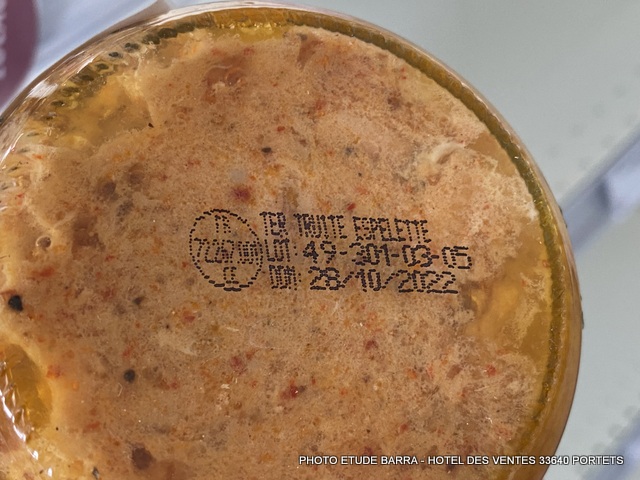 TER TRUITE ESPELETTE
LOT: 49-301-03-05
DDM: 28/10/2022
CE
PHOTO ETUDE BARRA - HOTEL DES VENTES 33640 PORTETS